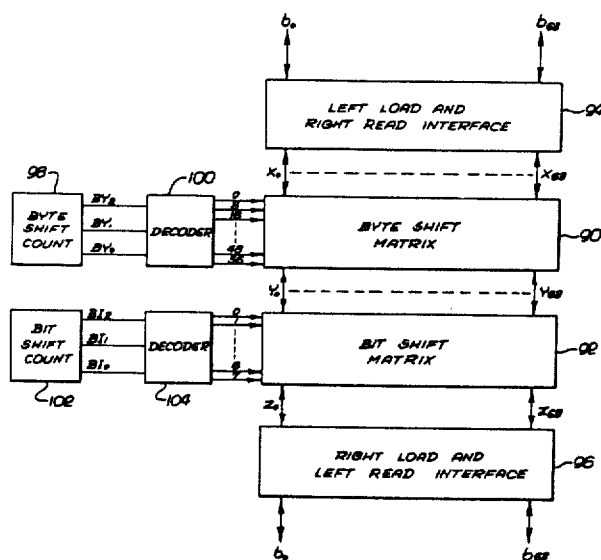 b₀ b₆₃
LEFT LOAD AND
RIGHT READ INTERFACE
94
X₀ X₆₃
98
100
BYTE
SHIFT
COUNT
BY₂
BY₁
BY₀
DECODER
0
8
16
48
56
BYTE SHIFT
MATRIX
90
Y₀ Y₆₃
BIT
SHIFT
COUNT
BI₂
BI₁
BI₀
DECODER
0
6
7
BIT SHIFT
MATRIX
92
102
104
Z₀ Z₆₃
RIGHT LOAD AND
LEFT READ INTERFACE
96
b₀ b₆₃